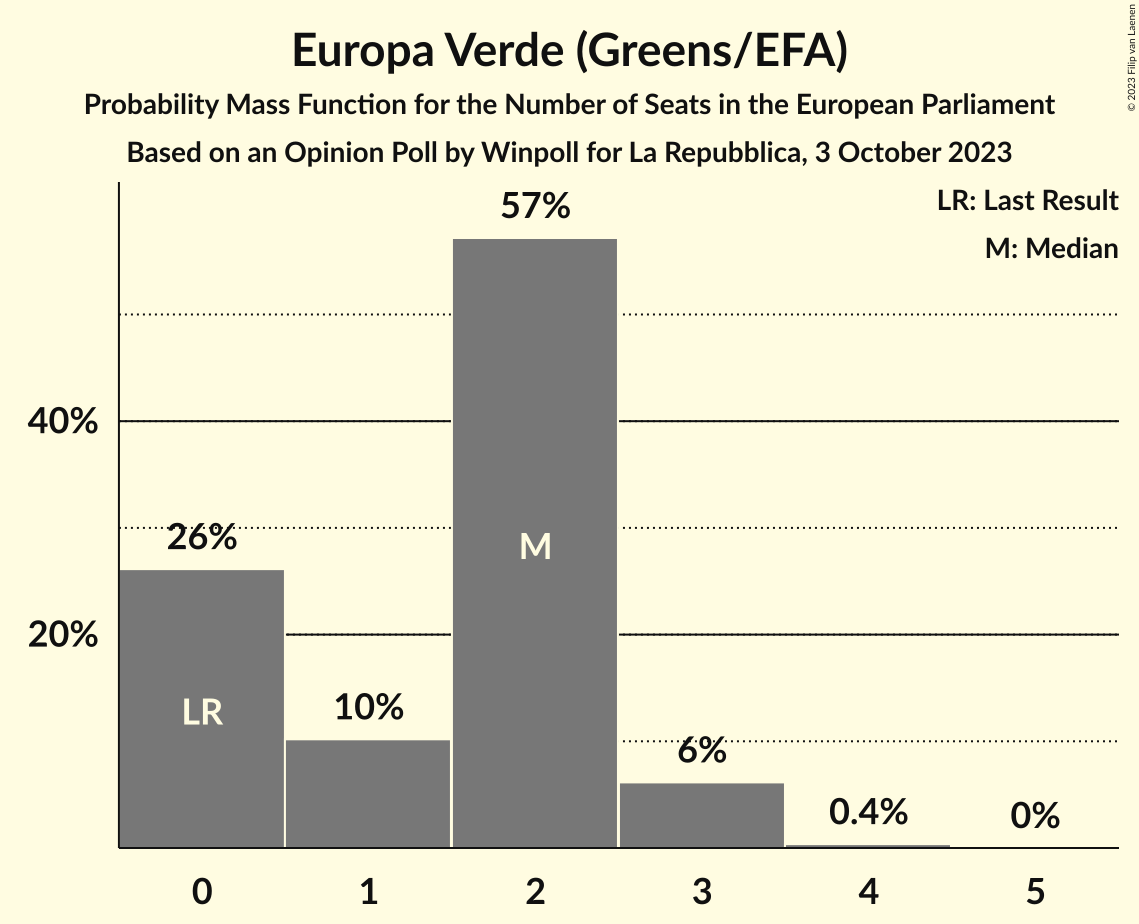 Europa Verde (Greens/EFA)
Probability Mass Function for the Number of Seats in the European Parliament
Based on an Opinion Poll by Winpoll for La Repubblica, 3 October 2023
© 2023 Filip van Laenen
LR: Last Result
M: Median
57%
40%
26%
M
20%
LR
10%
6%
0.4%
0%
0 1 2 3 4 5